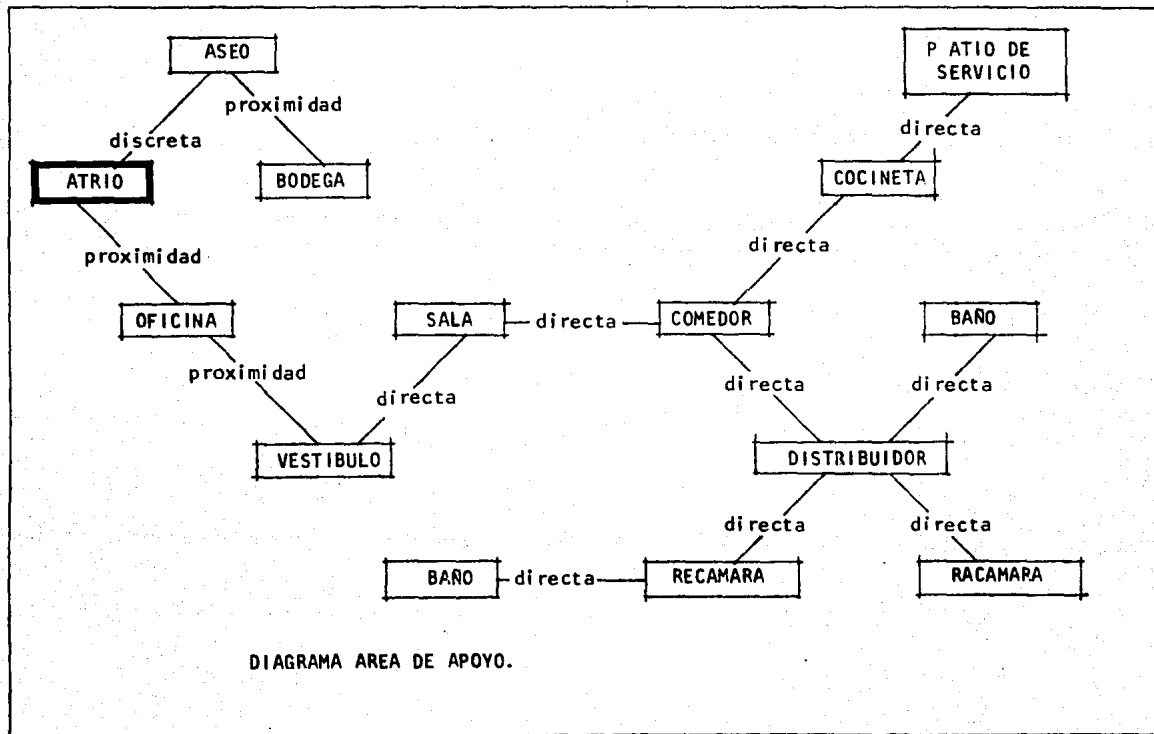 ASEO
P ATIO DE
SERVICIO
proximidad
discreta
directa
ATRIO
BODEGA
COCINETA
proximidad
directa
OFICINA
SALA
directa
COMEDOR
BAÑO
proximidad
directa
directa
directa
VESTIBULO
DISTRIBUIDOR
directa
directa
BAÑO
directa
RECAMARA
RACAMARA
DIAGRAMA AREA DE APOYO.